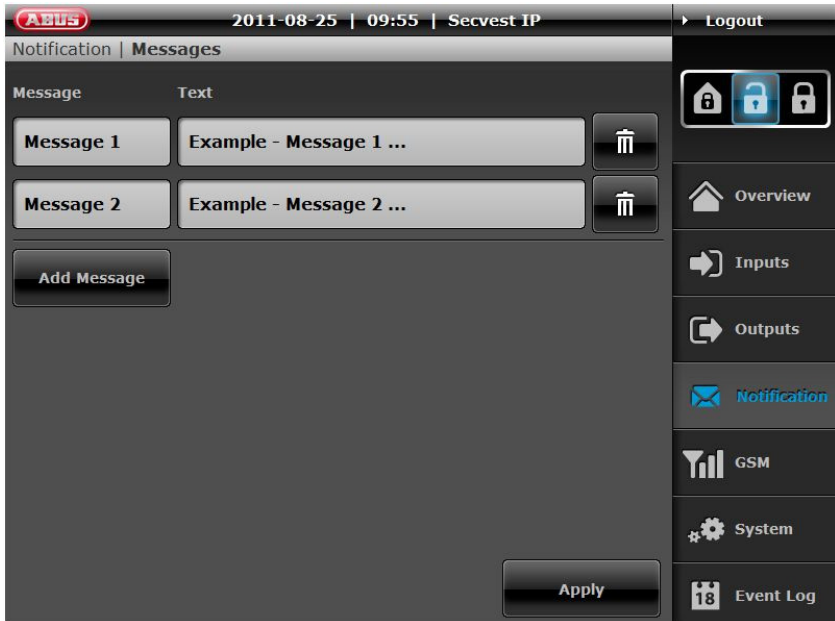 ABUS 2011-08-25 | 09:55 | Secvest IP
Notification | Messages
Message Text
Message 1 Example - Message 1 ...
Message 2 Example - Message 2 ...
Add Message
Apply
Logout
Overview
Inputs
Outputs
Notification
GSM
System
18 Event Log